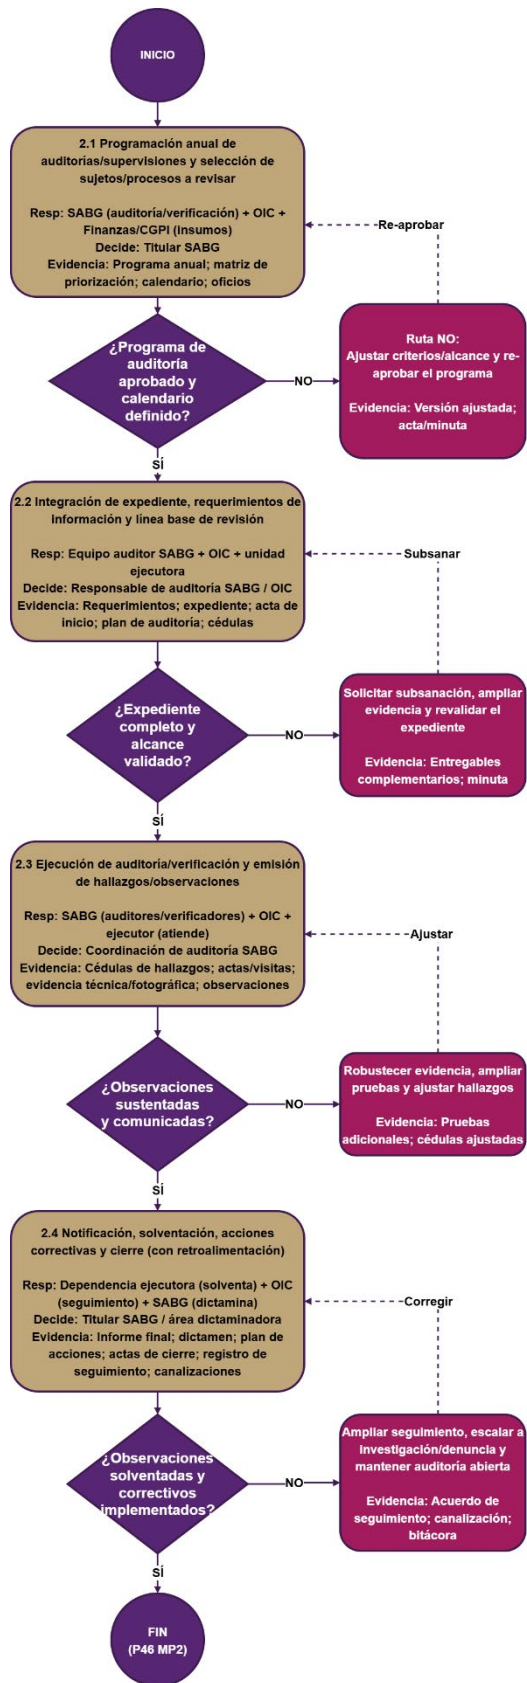 INICIO
2.1 Programación anual de
auditorías/supervisiones y selección de
sujetos/procesos a revisar
Resp: SABG (auditoría/verificación) + OIC +
Finanzas/CGPI (insumos)
Decide: Titular SABG
Evidencia: Programa anual; matriz de
priorización; calendario; oficios
Re-aprobar
¿Programa de
auditoría
aprobado y
calendario
definido?
NO
Ruta NO:
Ajustar criterios/alcance y re-
aprobar el programa
Evidencia: Versión ajustada;
acta/minuta
SÍ
2.2 Integración de expediente, requerimientos de
información y línea base de revisión
Resp: Equipo auditor SABG + OIC + unidad
ejecutora
Decide: Responsable de auditoría SABG / OIC
Evidencia: Requerimientos; expediente; acta de
inicio; plan de auditoría; cédulas
Subsanar
¿Expediente
completo y
alcance
validado?
NO
Solicitar subsanación, ampliar
evidencia y revalidar el
expediente
Evidencia: Entregables
complementarios; minuta
SÍ
2.3 Ejecución de auditoría/verificación y emisión
de hallazgos/observaciones
Resp: SABG (auditores/verificadores) + OIC +
ejecutor (atiende)
Decide: Coordinación de auditoría SABG
Evidencia: Cédulas de hallazgos; actas/visitas;
evidencia técnica/fotográfica; observaciones
Ajustar
¿Observaciones
sustentadas
y comunicadas?
NO
Robustecer evidencia, ampliar
pruebas y ajustar hallazgos
Evidencia: Pruebas
adicionales; cédulas ajustadas
SÍ
2.4 Notificación, solventación, acciones
correctivas y cierre (con retroalimentación)
Resp: Dependencia ejecutora (solventa) + OIC
(seguimiento) + SABG (dictamina)
Decide: Titular SABG / área dictaminadora
Evidencia: Informe final; dictamen; plan de
acciones; actas de cierre; registro de
seguimiento; canalizaciones
Corregir
¿Observaciones
solventadas y
correctivos
implementados?
NO
Ampliar seguimiento, escalar a
investigación/denuncia y
mantener auditoría abierta
Evidencia: Acuerdo de
seguimiento; canalización;
bitácora
SÍ
FIN
(P46 MP2)